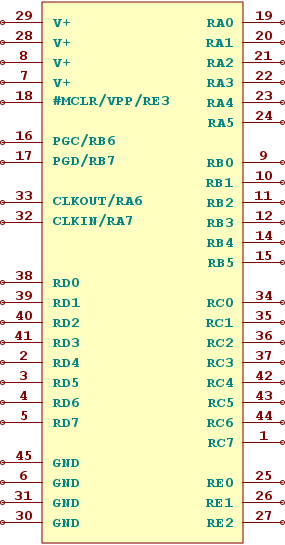 29 V+ RA0 19
28 V+ RA1 20
8 V+ RA2 21
7 V+ RA3 22
18 #MCLR/VPP/RE3 RA4 23
RA5 24
16 PGC/RB6
17 PGD/RB7 RB0 9
RB1 10
33 CLKOUT/RA6 RB2 11
32 CLKIN/RA7 RB3 12
RB4 14
RB5 15
38 RD0
39 RD1 RC0 34
40 RD2 RC1 35
41 RD3 RC2 36
2 RD4 RC3 37
3 RD5 RC4 42
4 RD6 RC5 43
5 RD7 RC6 44
RC7 1
45 GND
6 GND RE0 25
31 GND RE1 26
30 GND RE2 27